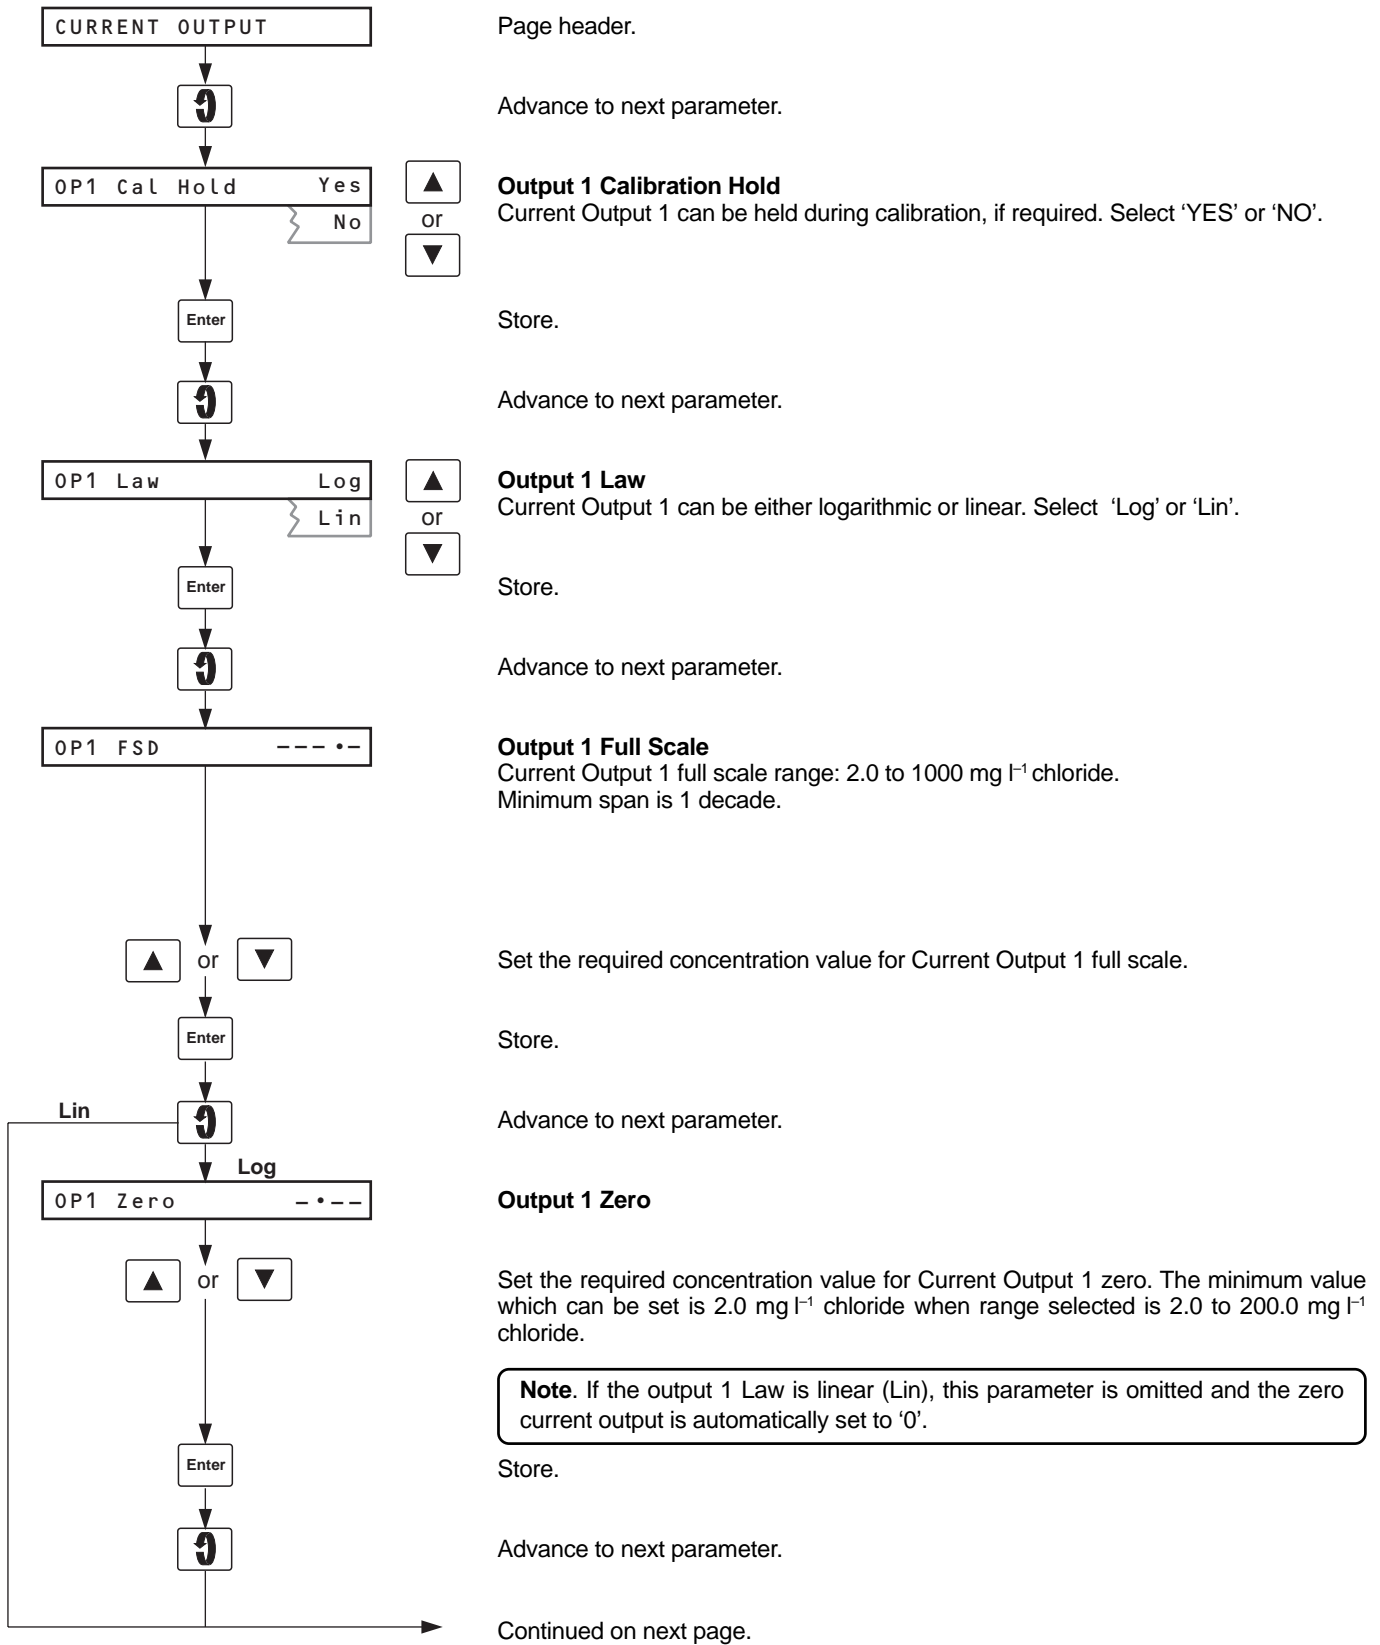 CURRENT OUTPUT
Page header.
Advance to next parameter.
OP1 Cal Hold Yes
No
▲
or
▼
Output 1 Calibration Hold
Current Output 1 can be held during calibration, if required. Select ‘YES’ or ‘NO’.
Enter
Store.
Advance to next parameter.
OP1 Law Log
Lin
▲
or
▼
Output 1 Law
Current Output 1 can be either logarithmic or linear. Select ‘Log’ or ‘Lin’.
Enter
Store.
Advance to next parameter.
OP1 FSD –––•–
Output 1 Full Scale
Current Output 1 full scale range: 2.0 to 1000 mg l⁻¹ chloride.
Minimum span is 1 decade.
▲ or ▼
Set the required concentration value for Current Output 1 full scale.
Enter
Store.
Lin
Advance to next parameter.
Log
OP1 Zero –•––
Output 1 Zero
▲ or ▼
Set the required concentration value for Current Output 1 zero. The minimum value
which can be set is 2.0 mg l⁻¹ chloride when range selected is 2.0 to 200.0 mg l⁻¹
chloride.
Note. If the output 1 Law is linear (Lin), this parameter is omitted and the zero
current output is automatically set to ‘0’.
Enter
Store.
Advance to next parameter.
Continued on next page.